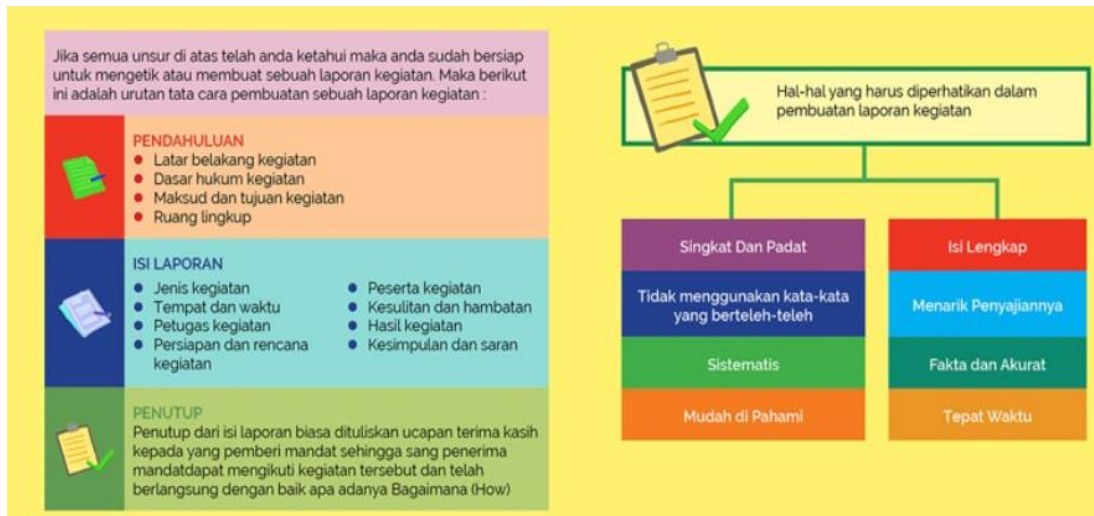 Jika semua unsur di atas telah anda ketahui maka anda sudah bersiap
untuk mengetik atau membuat sebuah laporan kegiatan. Maka berikut
ini adalah urutan tata cara pembuatan sebuah laporan kegiatan :
PENDAHULUAN
● Latar belakang kegiatan
● Dasar hukum kegiatan
● Maksud dan tujuan kegiatan
● Ruang lingkup
ISI LAPORAN
● Jenis kegiatan
● Tempat dan waktu
● Petugas kegiatan
● Persiapan dan rencana
kegiatan
● Peserta kegiatan
● Kesulitan dan hambatan
● Hasil kegiatan
● Kesimpulan dan saran
PENUTUP
Penutup dari isi laporan biasa dituliskan ucapan terima kasih
kepada yang pemberi mandat sehingga sang penerima
mandatdapat mengikuti kegiatan tersebut dan telah
berlangsung dengan baik apa adanya Bagaimana (How)
Hal-hal yang harus diperhatikan dalam
pembuatan laporan kegiatan
Singkat Dan Padat
Tidak menggunakan kata-kata
yang berteleh-teleh
Sistematis
Mudah di Pahami
Isi Lengkap
Menarik Penyajiannya
Fakta dan Akurat
Tepat Waktu